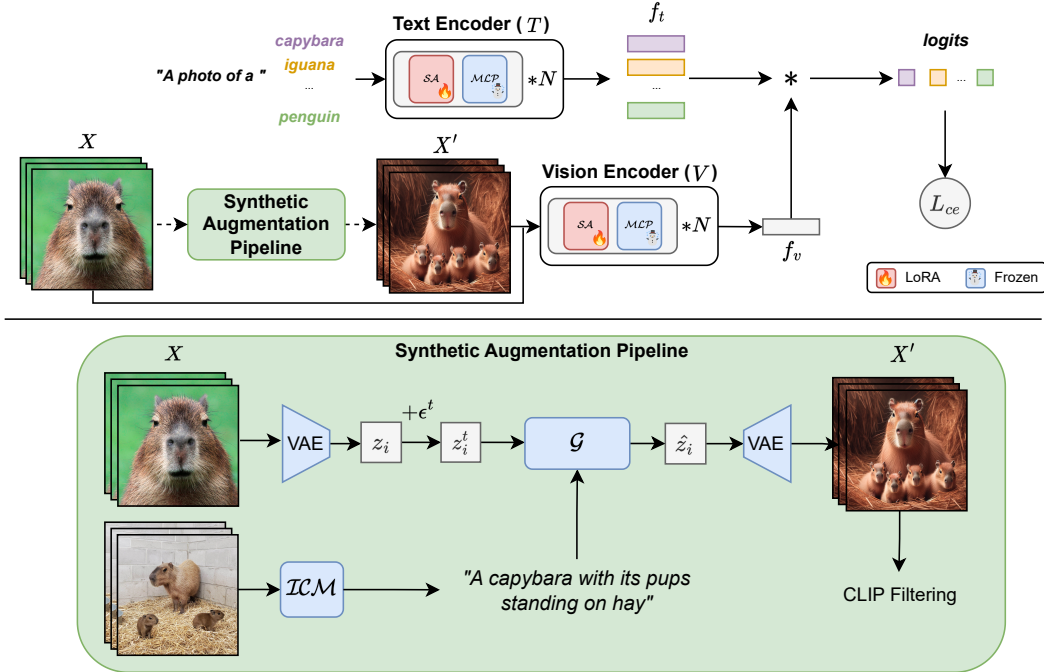 Text Encoder (T)
f_t
capybara
iguana
...
penguin
"A photo of a "
SA
MLP
*N
...
*
logits
...
X
Synthetic
Augmentation
Pipeline
X'
Vision Encoder (V)
SA
MLP
*N
f_v
L_ce
LoRA
Frozen
Synthetic Augmentation Pipeline
X
VAE
z_i
+ϵ^t
z_i^t
G
ẑ_i
VAE
X'
ICM
"A capybara with its pups
standing on hay"
CLIP Filtering